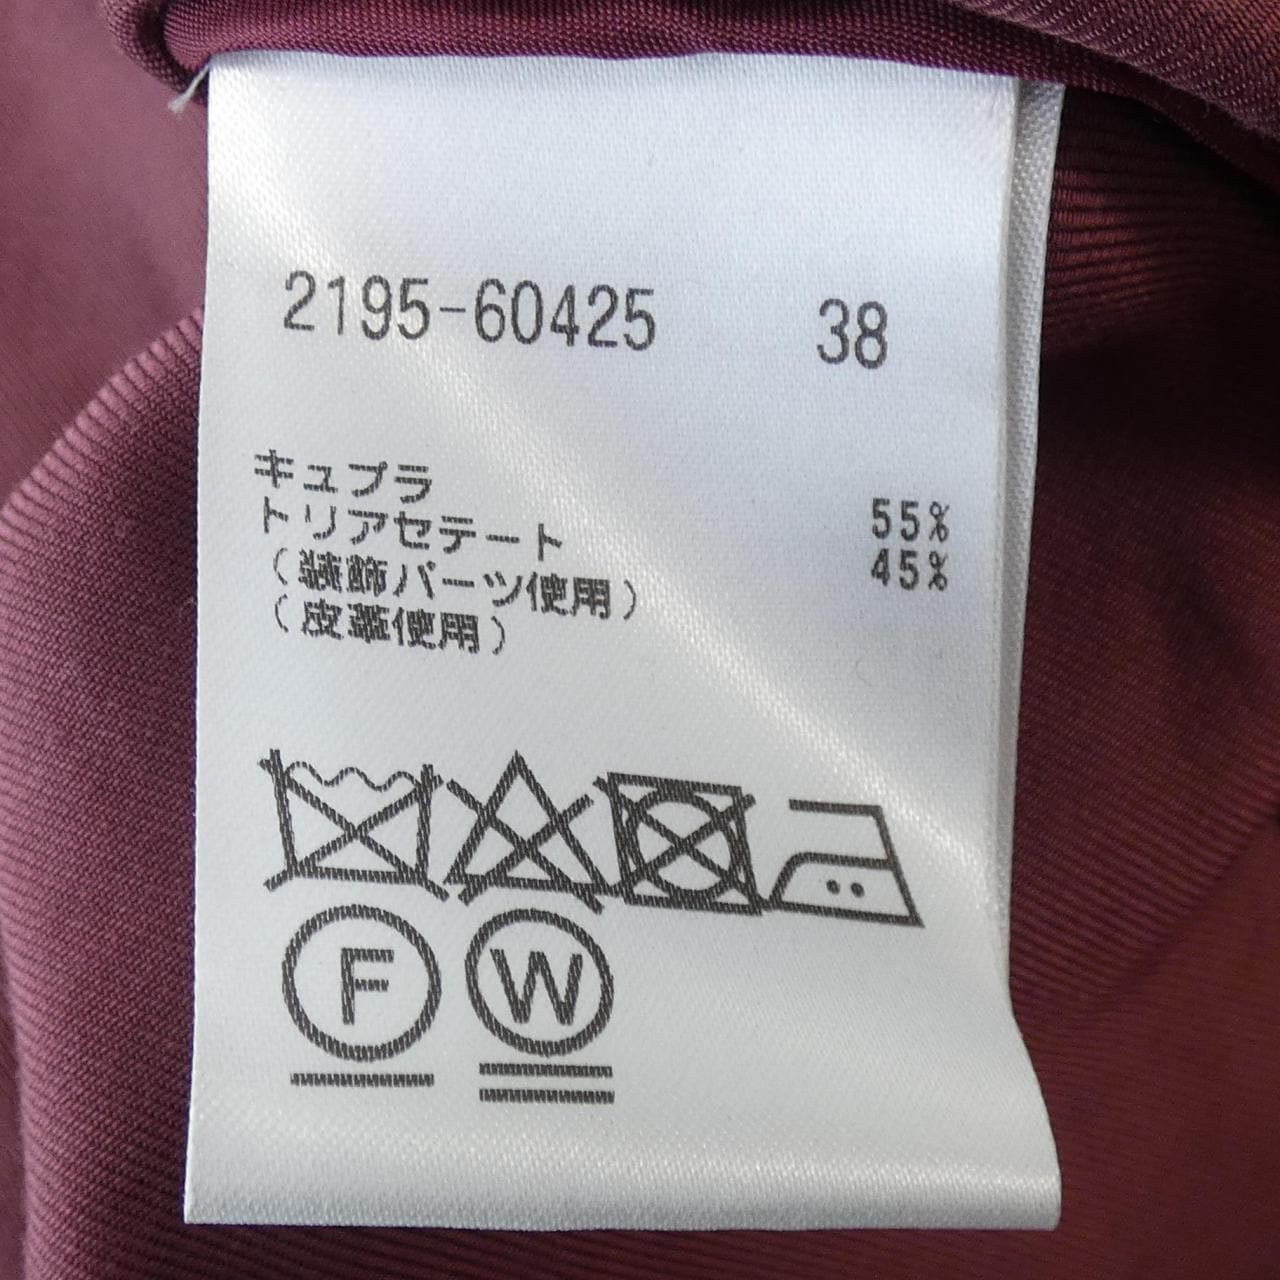 2195-60425 38
キュプラ 55%
トリアセテート 45%
(装飾パーツ使用)
(皮革使用)
F W